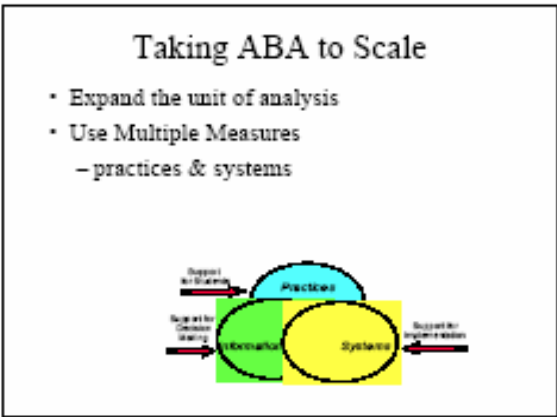 Taking ABA to Scale
• Expand the unit of analysis
• Use Multiple Measures
– practices & systems
Support
for Students
Practices
Support for
Decision
Making
Information
Systems
Support for
Implementation